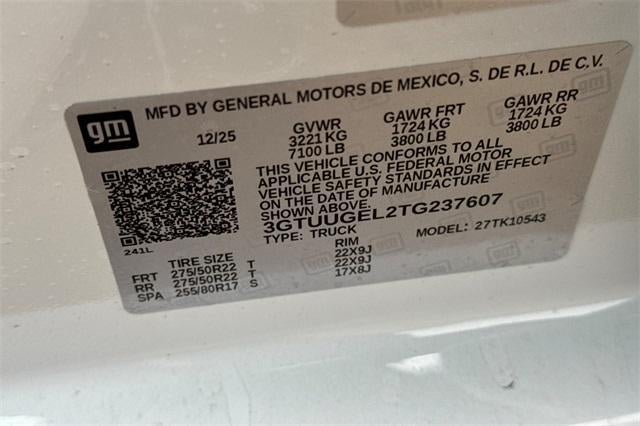 gm
MFD BY GENERAL MOTORS DE MEXICO, S. DE R.L. DE C.V.
12/25 GVWR GAWR FRT GAWR RR
3221 KG 1724 KG 1724 KG
7100 LB 3800 LB 3800 LB
THIS VEHICLE CONFORMS TO ALL
APPLICABLE U.S. FEDERAL MOTOR
VEHICLE SAFETY STANDARDS IN EFFECT
ON THE DATE OF MANUFACTURE
SHOWN ABOVE.
3GTUUGEL2TG237607
TYPE: TRUCK MODEL: 27TK10543
241L
TIRE SIZE RIM
FRT 275/50R22 T 22X9J
RR 275/50R22 T 22X9J
SPA 255/80R17 S 17X8J